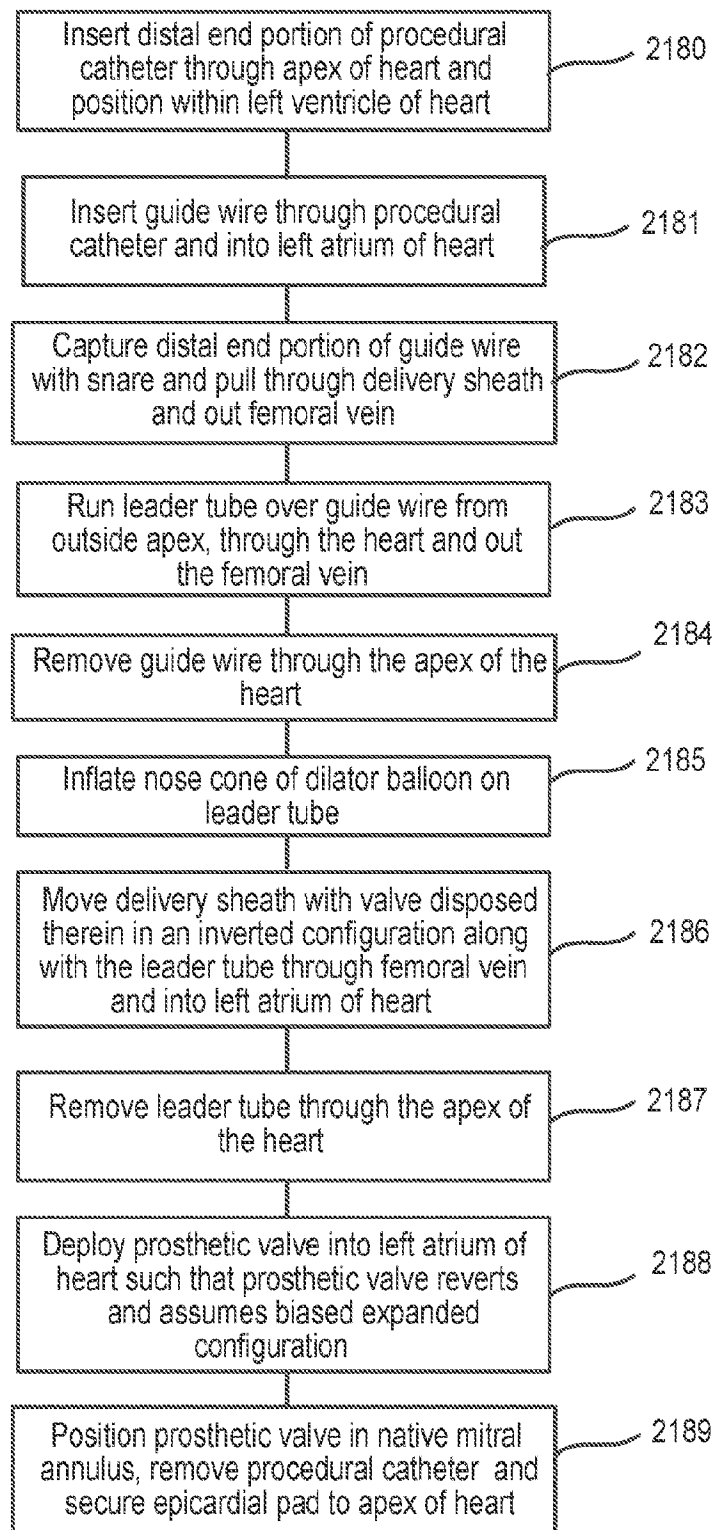 Insert distal end portion of procedural
catheter through apex of heart and
position within left ventricle of heart
2180
Insert guide wire through procedural
catheter and into left atrium of heart
2181
Capture distal end portion of guide wire
with snare and pull through delivery sheath
and out femoral vein
2182
Run leader tube over guide wire from
outside apex, through the heart and out
the femoral vein
2183
Remove guide wire through the apex of the
heart
2184
Inflate nose cone of dilator balloon on
leader tube
2185
Move delivery sheath with valve disposed
therein in an inverted configuration along
with the leader tube through femoral vein
and into left atrium of heart
2186
Remove leader tube through the apex of
the heart
2187
Deploy prosthetic valve into left atrium of
heart such that prosthetic valve reverts
and assumes biased expanded
configuration
2188
Position prosthetic valve in native mitral
annulus, remove procedural catheter and
secure epicardial pad to apex of heart
2189